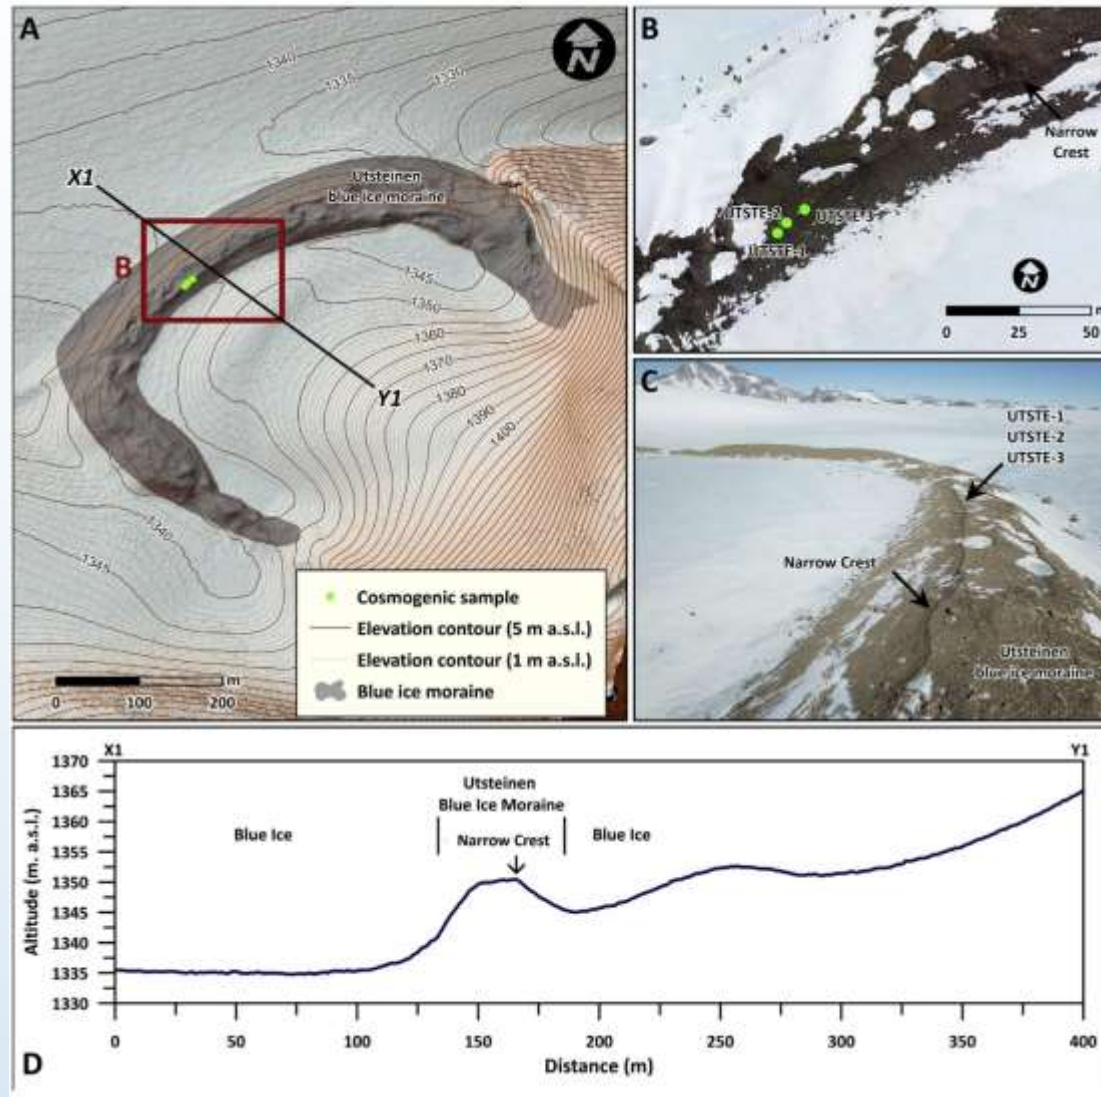 A
N
1340
1335
1330
X1
Utsteinen
blue ice moraine
B
1345
1350
1360
1370
1380
1390
1400
Y1
1340
1345
Cosmogenic sample
Elevation contour (5 m a.s.l.)
Elevation contour (1 m a.s.l.)
Blue ice moraine
m
0 100 200
B
Narrow
Crest
UTSTE-2
UTSTE-3
UTSTE-1
N
m
0 25 50
C
UTSTE-1
UTSTE-2
UTSTE-3
Narrow Crest
Utsteinen
blue ice moraine
X1 Y1
1370
1365
1360
1355
1350
1345
1340
1335
1330
Altitude (m. a.s.l.)
Utsteinen
Blue Ice Moraine
Blue Ice
Narrow Crest
Blue Ice
0 50 100 150 200 250 300 350 400
Distance (m)
D